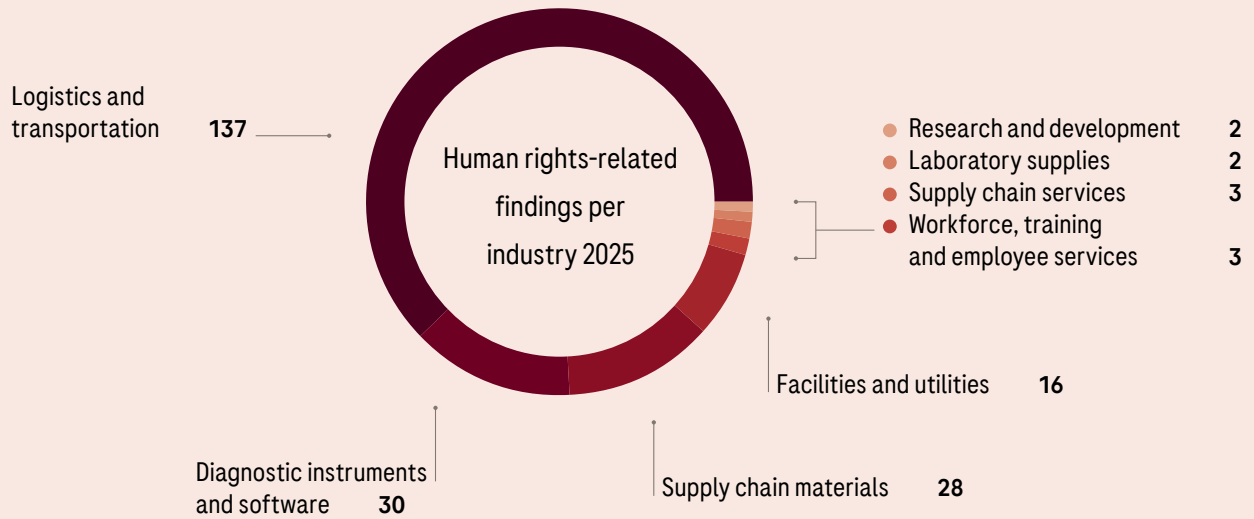 Human rights-related
findings per
industry 2025
Logistics and
transportation 137
Research and development 2
Laboratory supplies 2
Supply chain services 3
Workforce, training
and employee services 3
Facilities and utilities 16
Supply chain materials 28
Diagnostic instruments
and software 30